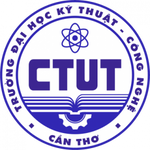 TRƯỜNG ĐẠI HỌC KỸ THUẬT - CÔNG NGHỆ
CTUT
CẦN THƠ